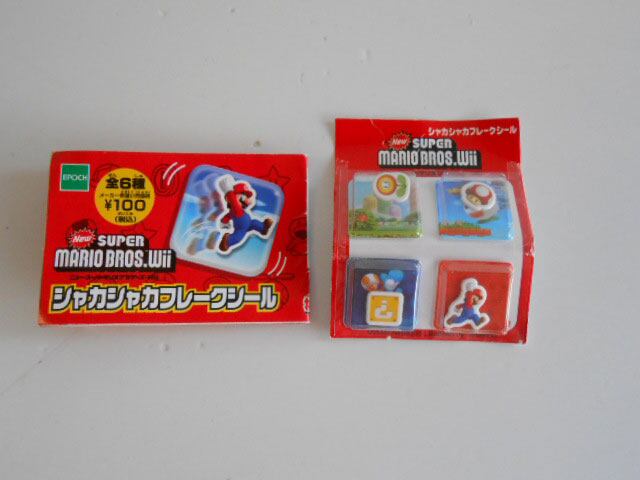 EPOCH
全6種
メーカー希望小売価格
¥100
(税込)
New SUPER
MARIO BROS.Wii
シャカシャカフレークシール
シャカシャカフレークシール
New SUPER
MARIO BROS.Wii